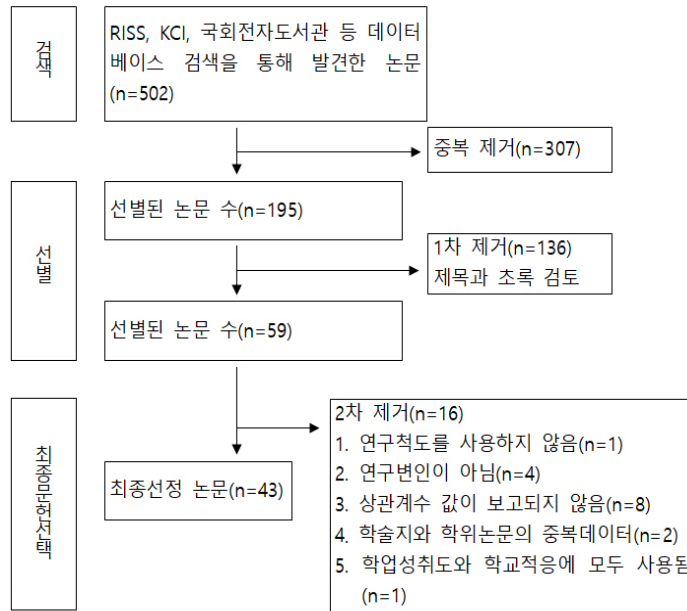 검색
RISS, KCI, 국회전자도서관 등 데이터
베이스 검색을 통해 발견한 논문
(n=502)
중복 제거(n=307)
선별
선별된 논문 수(n=195)
1차 제거(n=136)
제목과 초록 검토
선별된 논문 수(n=59)
최종문헌선택
2차 제거(n=16)
1. 연구척도를 사용하지 않음(n=1)
2. 연구변인이 아님(n=4)
3. 상관계수 값이 보고되지 않음(n=8)
4. 학술지와 학위논문의 중복데이터(n=2)
5. 학업성취도와 학교적응에 모두 사용됨
(n=1)
최종선정 논문(n=43)